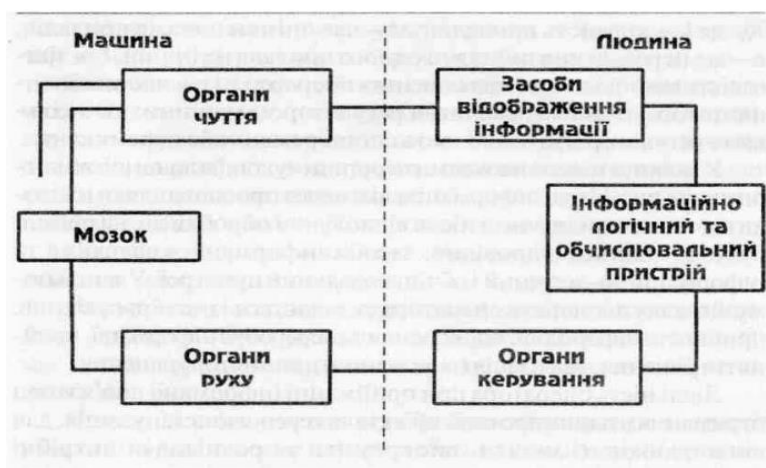 Машина
Людина
Органи
чуття
Засоби
відображення
інформації
Мозок
Інформаційно
логічний та
обчислювальний
пристрій
Органи
руху
Органи
керування